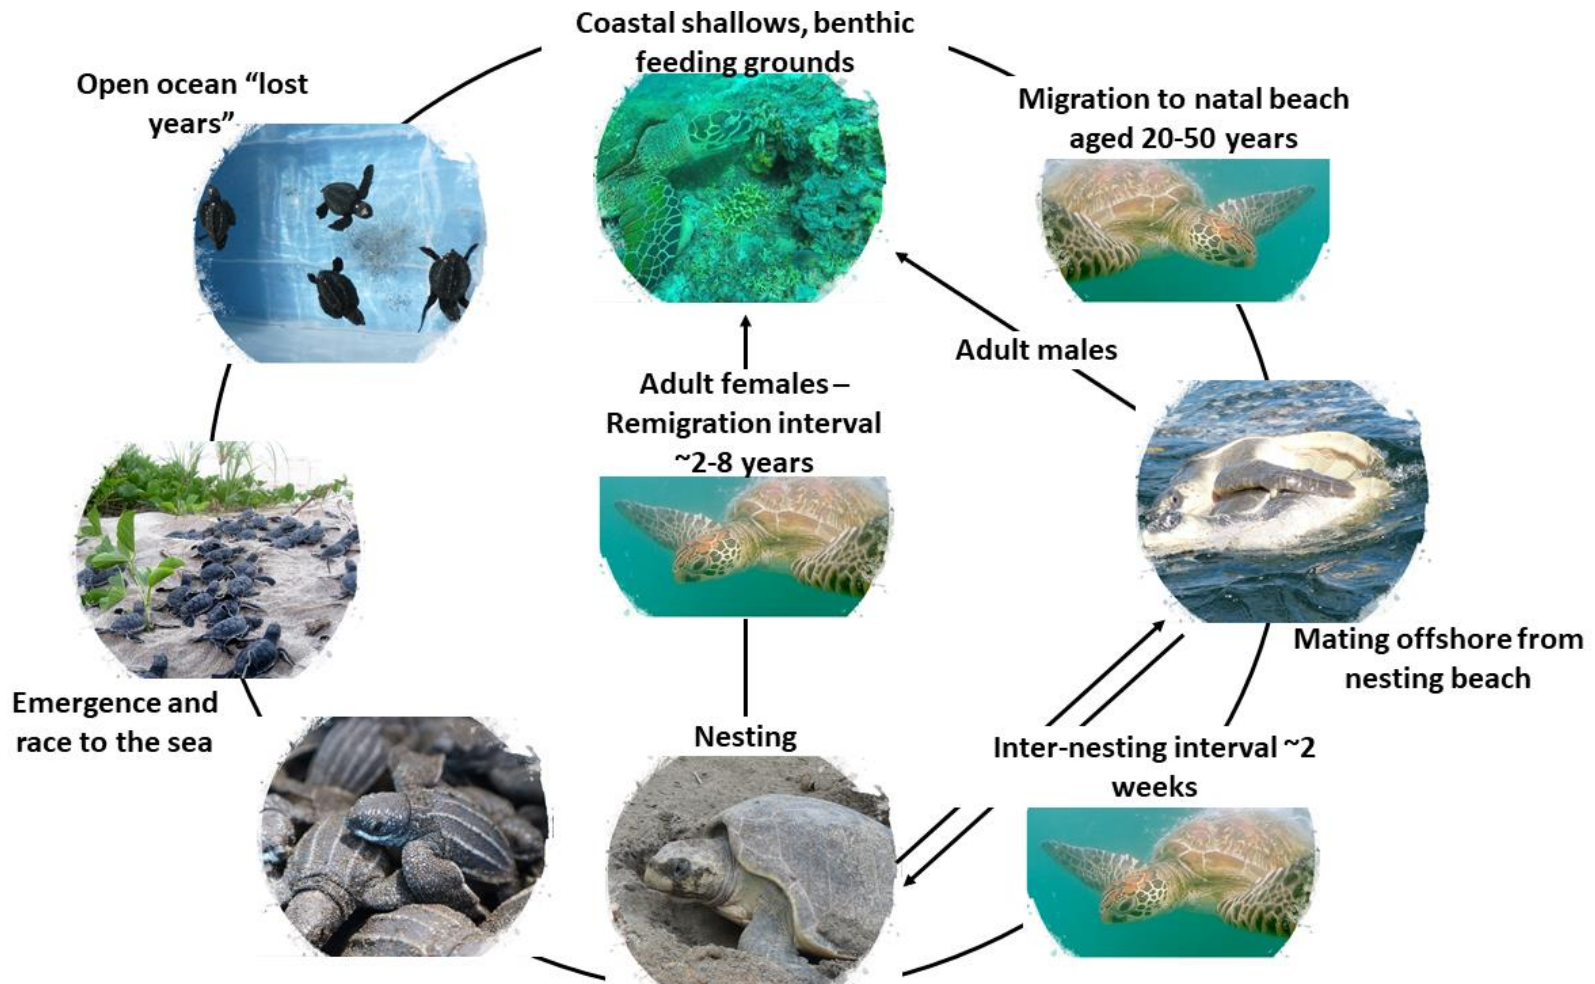 Coastal shallows, benthic
feeding grounds
Open ocean “lost
years”
Migration to natal beach
aged 20-50 years
Adult males
Adult females –
Remigration interval
~2-8 years
Mating offshore from
nesting beach
Emergence and
race to the sea
Nesting
Inter-nesting interval ~2
weeks